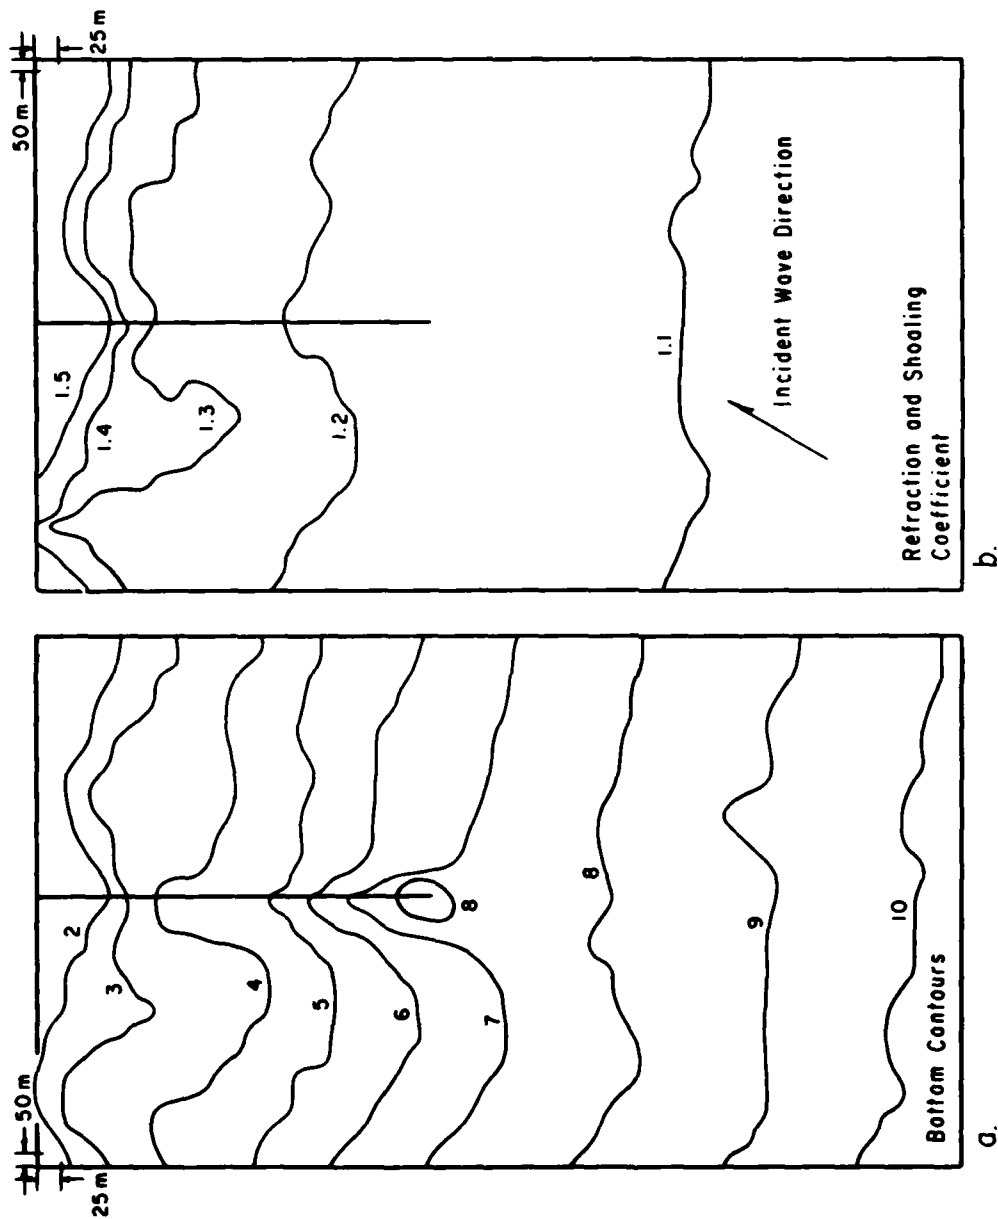 50 m
25 m
2
3
4
5
6
7
8
8
9
10
Bottom Contours
a.
50 m
25 m
1.5
1.4
1.3
1.2
1.1
Incident Wave Direction
Refraction and Shoaling
Coefficient
b.